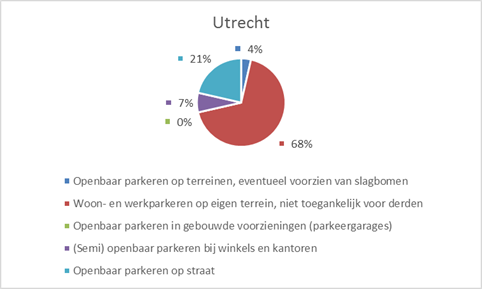 Utrecht
4%
21%
7%
0%
68%
Openbaar parkeren op terreinen, eventueel voorzien van slagbomen
Woon- en werkparkeren op eigen terrein, niet toegankelijk voor derden
Openbaar parkeren in gebouwde voorzieningen (parkeergarages)
(Semi) openbaar parkeren bij winkels en kantoren
Openbaar parkeren op straat